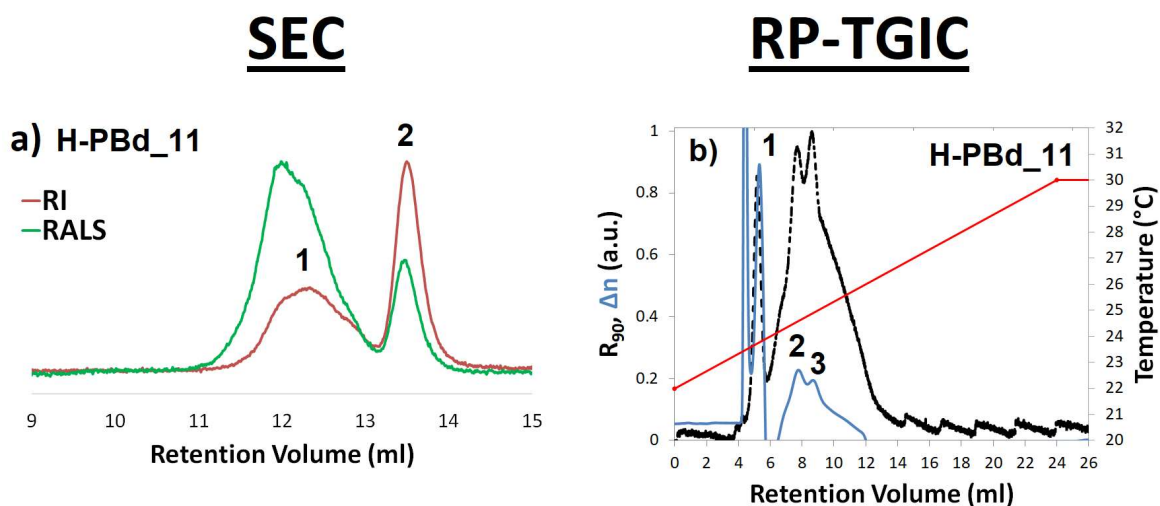 SEC
RP-TGIC
a) H-PBd_11
RI
RALS
1
2
9 10 11 12 13 14 15
Retention Volume (ml)
b)
H-PBd_11
1
2
3
R90, Δn (a.u.)
1
0.8
0.6
0.4
0.2
0
0 2 4 6 8 10 12 14 16 18 20 22 24 26
Retention Volume (ml)
32
31
30
29
28
27
26
25
24
23
22
21
20
Temperature (°C)